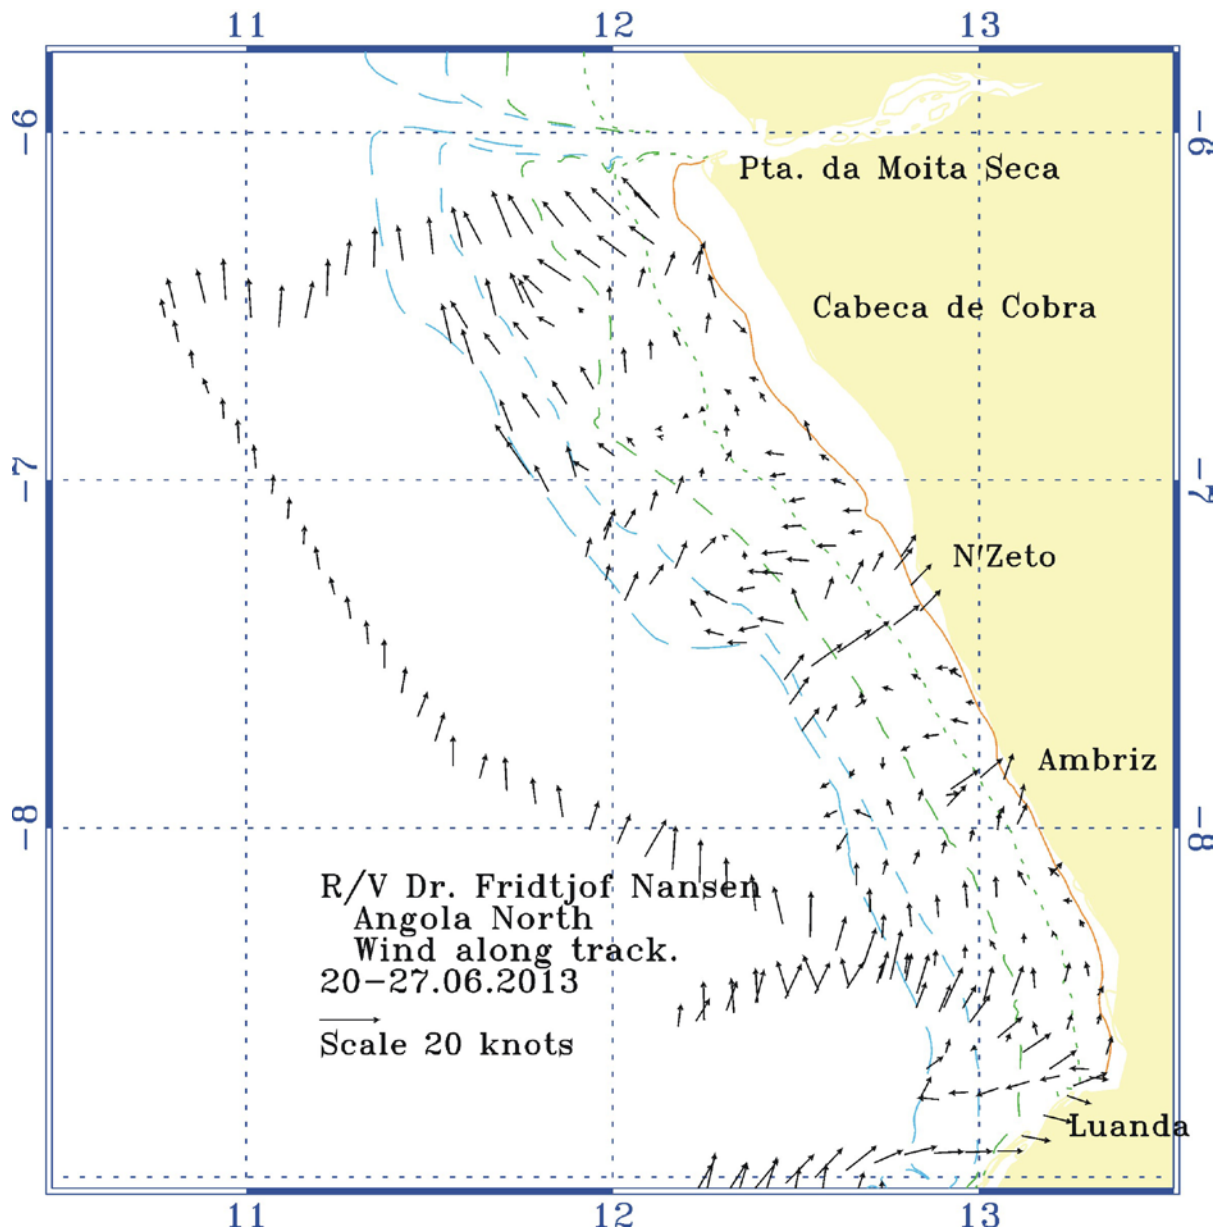 11 12 13
-6 -6
Pta. da Moita Seca
Cabeca de Cobra
-7 -7
N'Zeto
Ambriz
-8 -8
R/V Dr. Fridtjof Nansen
Angola North
Wind along track.
20-27.06.2013
Scale 20 knots
Luanda
11 12 13